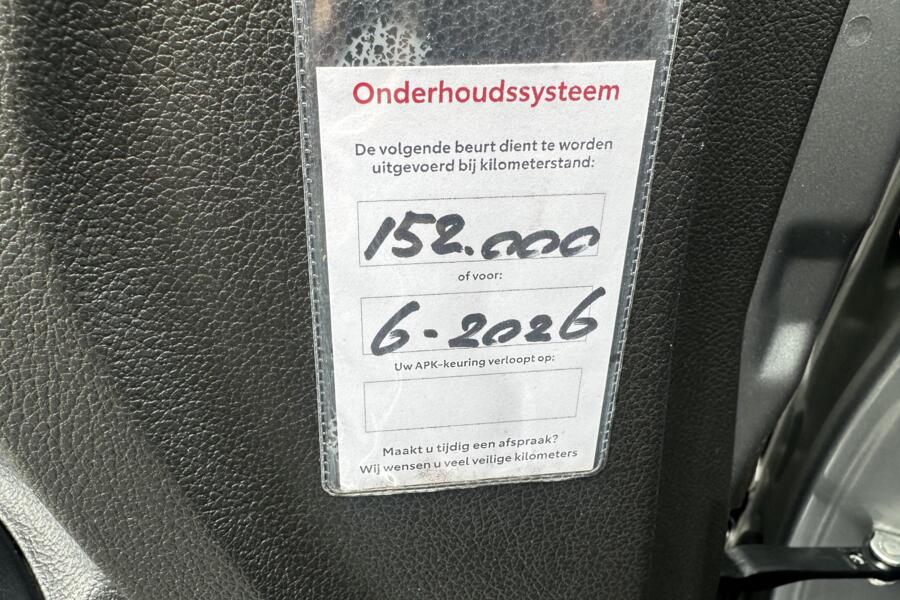 Onderhoudssysteem
De volgende beurt dient te worden
uitgevoerd bij kilometerstand:
152.000
of voor:
6-2026
Uw APK-keuring verloopt op:
Maakt u tijdig een afspraak?
Wij wensen u veel veilige kilometers